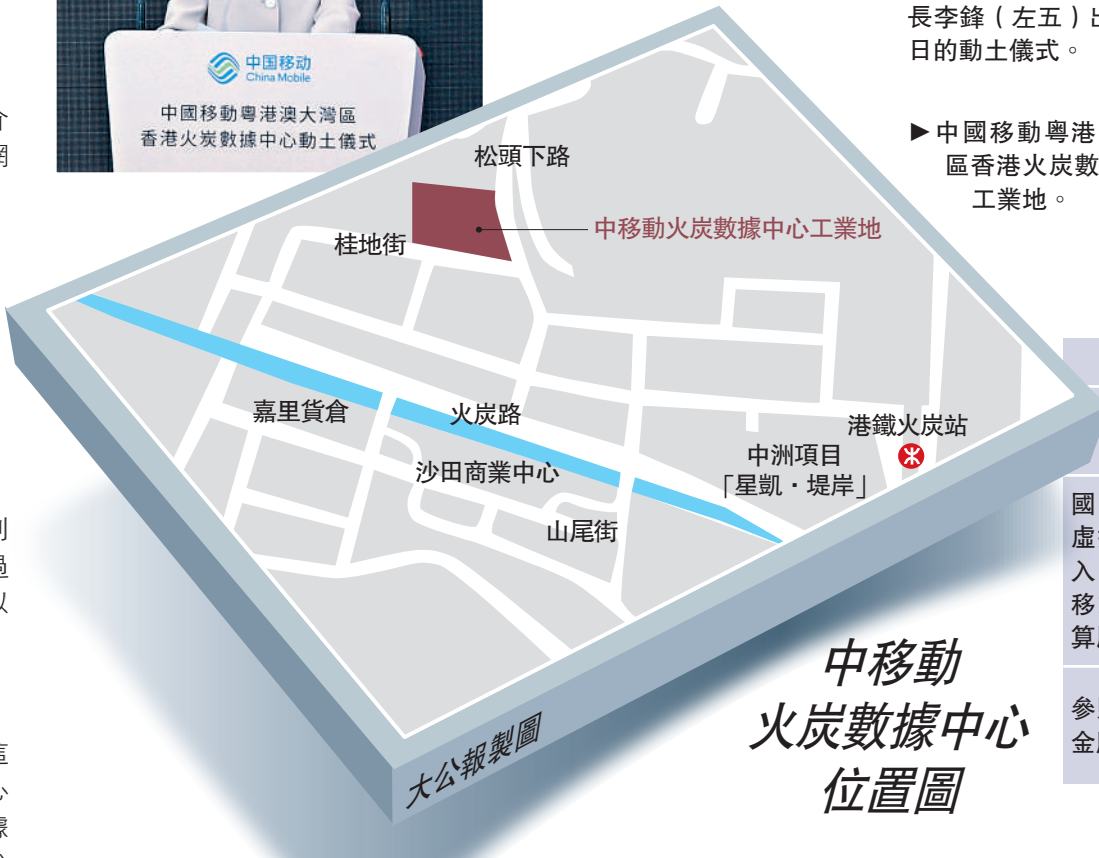 中国移动
China Mobile
中國移動粵港澳大灣區
香港火炭數據中心動土儀式
長李鋒（左五）出
日的動土儀式。
▶中國移動粵港
區香港火炭數
工業地。
松頭下路
中移動火炭數據中心工業地
桂地街
嘉里貨倉
火炭路
沙田商業中心
山尾街
中洲項目
「星凱·堤岸」
港鐵火炭站
中移動
火炭數據中心
位置圖
大公報製圖
國
入
移
算
參
金